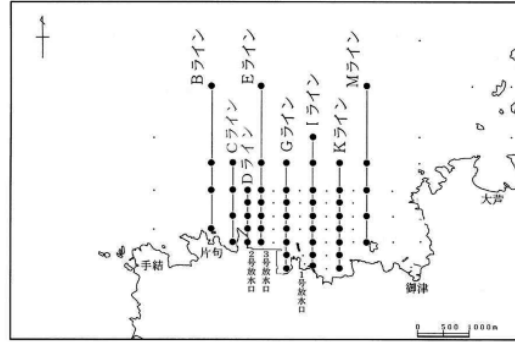 Bライン
Cライン
Dライン
Eライン
Gライン
Iライン
Kライン
Mライン
大芦
片句
手結
2号放水口
3号放水口
1号放水口
御津
0 500 1000m